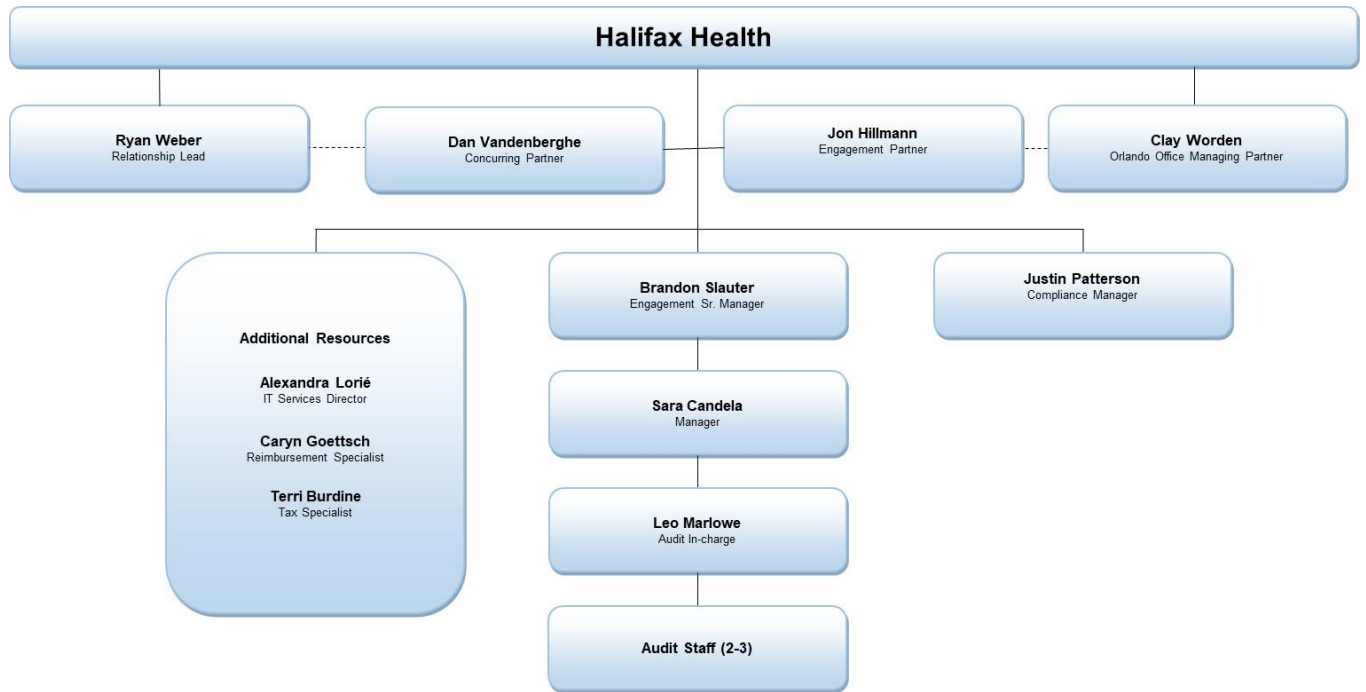 Halifax Health
Ryan Weber
Relationship Lead
Dan Vandenberghe
Concurring Partner
Jon Hillmann
Engagement Partner
Clay Worden
Orlando Office Managing Partner
Additional Resources
Alexandra Lorié
IT Services Director
Caryn Goettsch
Reimbursement Specialist
Terri Burdine
Tax Specialist
Brandon Slauter
Engagement Sr. Manager
Sara Candela
Manager
Leo Marlowe
Audit In-charge
Audit Staff (2-3)
Justin Patterson
Compliance Manager